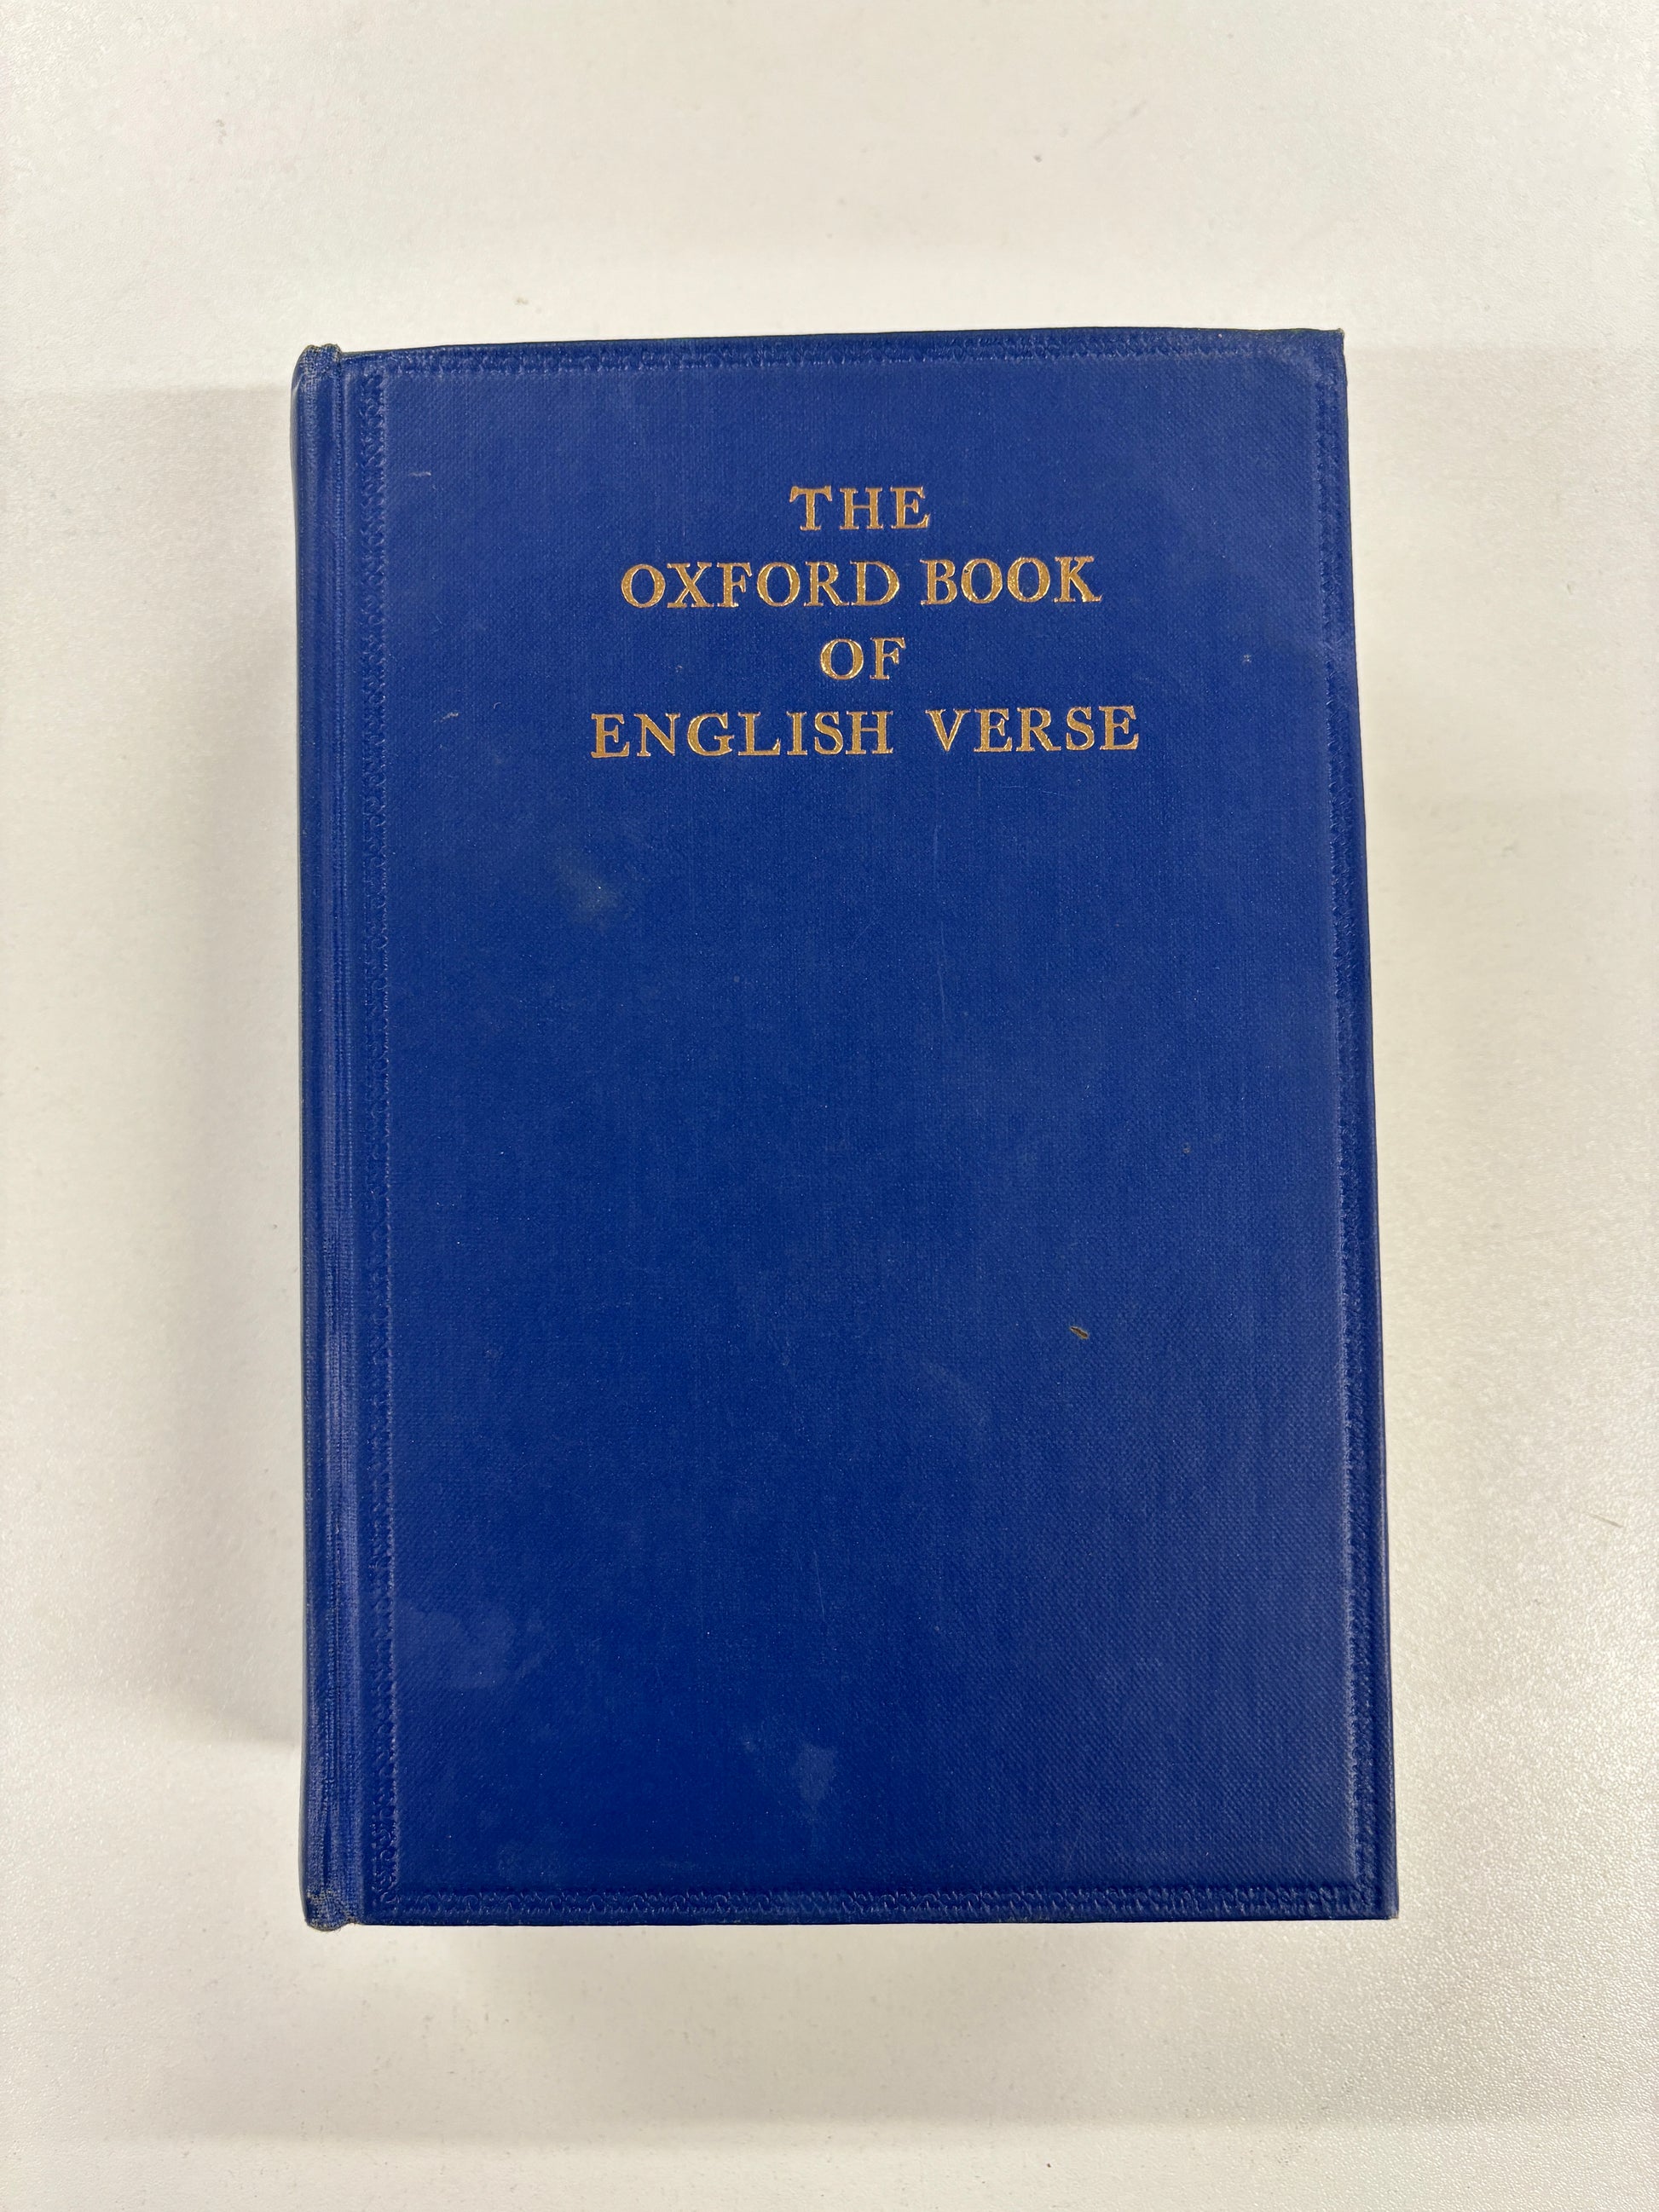 THE
OXFORD BOOK
OF
ENGLISH VERSE